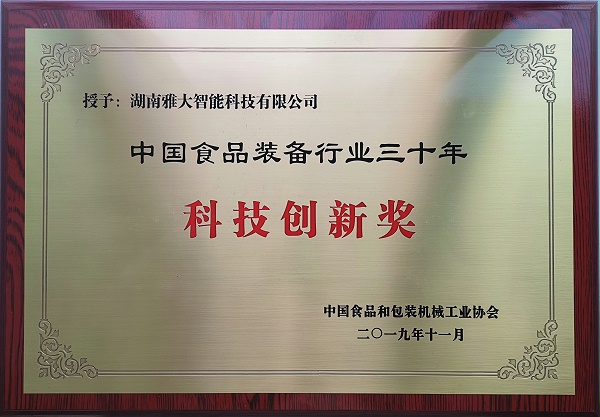 授予：湖南雅大智能科技有限公司
中国食品装备行业三十年
科技创新奖
中国食品和包装机械工业协会
二〇一九年十一月